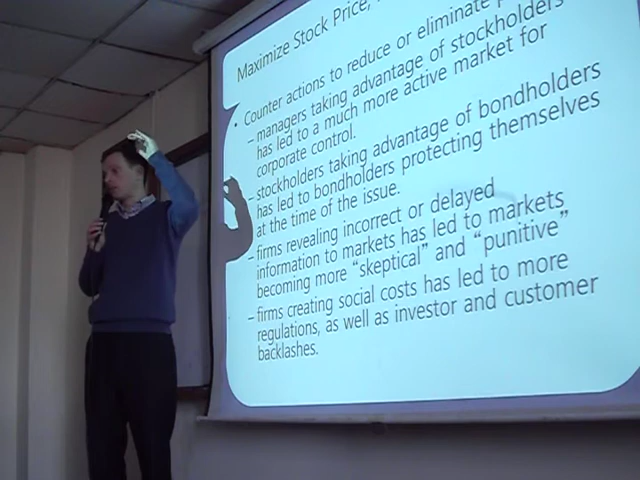 Maximize Stock Price,
• Counter actions to reduce or eliminate
– managers taking advantage of stockholders
has led to a much more active market for
corporate control.
– stockholders taking advantage of bondholders
has led to bondholders protecting themselves
at the time of the issue.
– firms revealing incorrect or delayed
information to markets has led to markets
becoming more “skeptical” and “punitive”
– firms creating social costs has led to more
regulations, as well as investor and customer
backlashes.